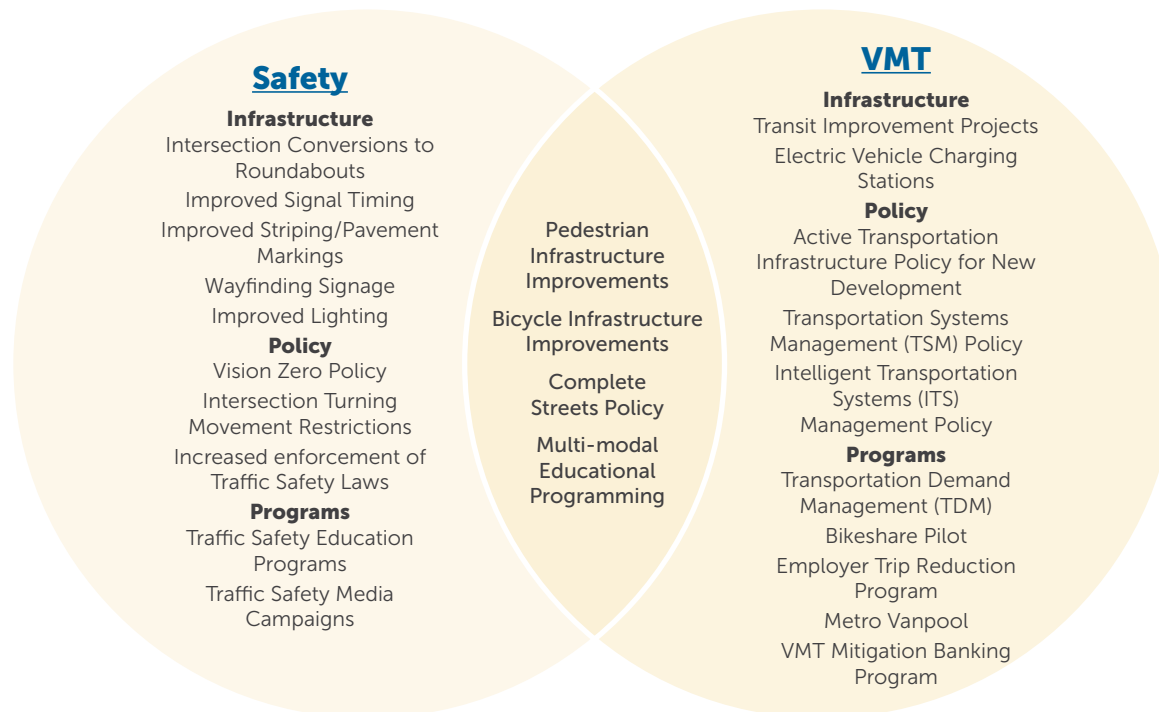 Safety
Infrastructure
Intersection Conversions to
Roundabouts
Improved Signal Timing
Improved Striping/Pavement
Markings
Wayfinding Signage
Improved Lighting
Policy
Vision Zero Policy
Intersection Turning
Movement Restrictions
Increased enforcement of
Traffic Safety Laws
Programs
Traffic Safety Education
Programs
Traffic Safety Media
Campaigns
Pedestrian
Infrastructure
Improvements
Bicycle Infrastructure
Improvements
Complete
Streets Policy
Multi-modal
Educational
Programming
VMT
Infrastructure
Transit Improvement Projects
Electric Vehicle Charging
Stations
Policy
Active Transportation
Infrastructure Policy for New
Development
Transportation Systems
Management (TSM) Policy
Intelligent Transportation
Systems (ITS)
Management Policy
Programs
Transportation Demand
Management (TDM)
Bikeshare Pilot
Employer Trip Reduction
Program
Metro Vanpool
VMT Mitigation Banking
Program